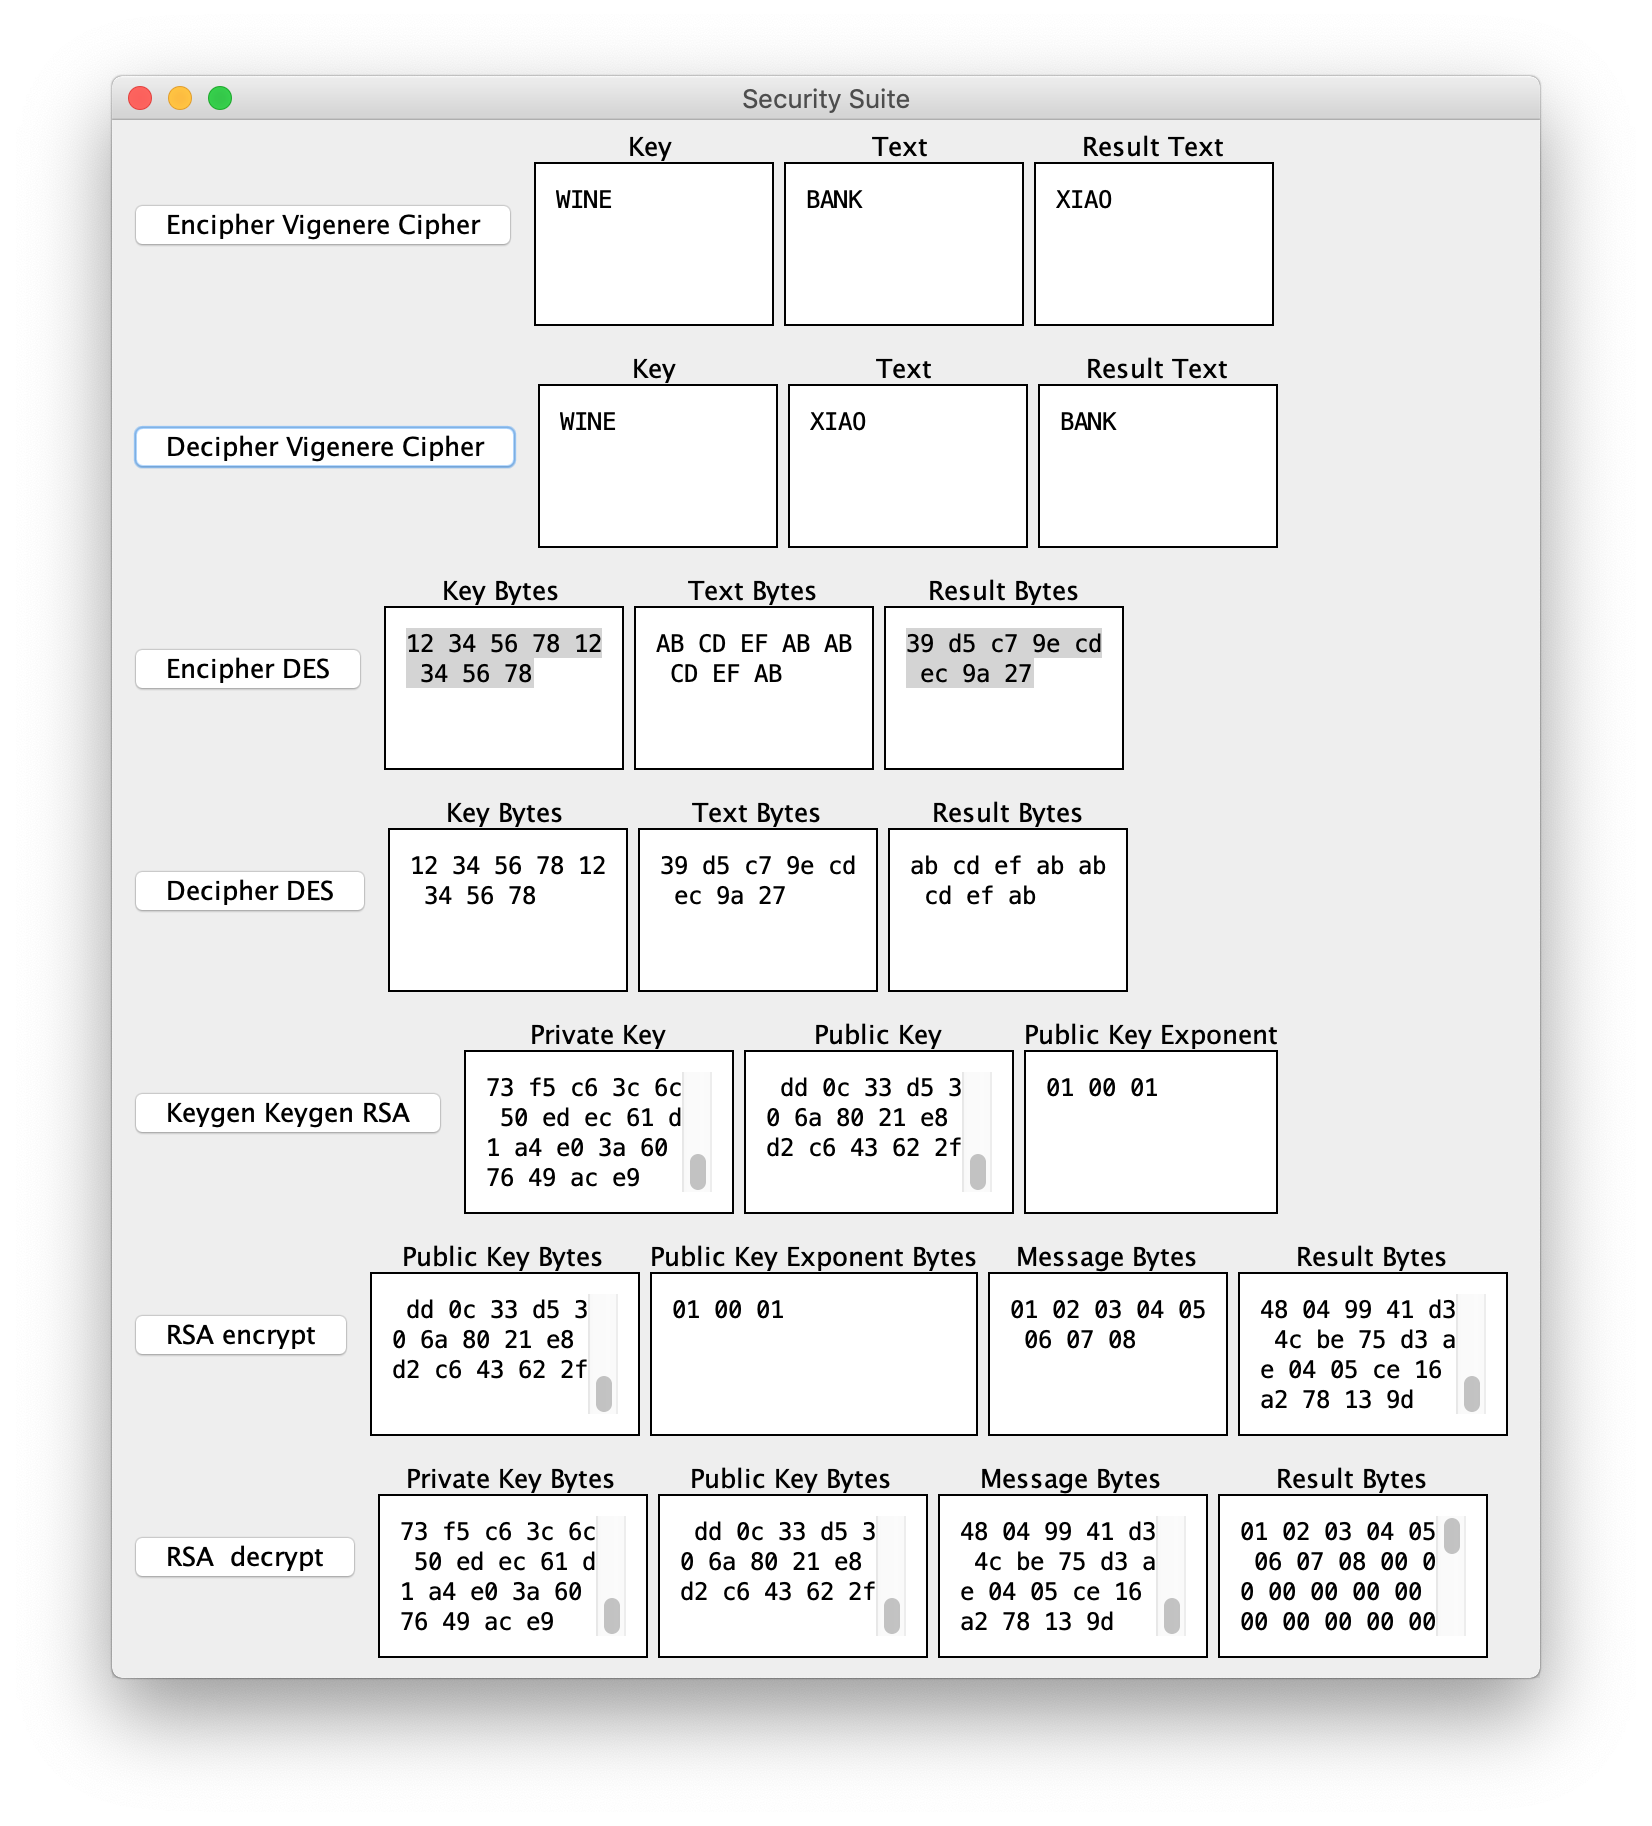 Security Suite
Key Text Result Text
Encipher Vigenere Cipher WINE BANK XIAO
Key Text Result Text
Decipher Vigenere Cipher WINE XIAO BANK
Key Bytes Text Bytes Result Bytes
Encipher DES
12 34 56 78 12
34 56 78
AB CD EF AB AB
CD EF AB
39 d5 c7 9e cd
ec 9a 27
Key Bytes Text Bytes Result Bytes
Decipher DES
12 34 56 78 12
34 56 78
39 d5 c7 9e cd
ec 9a 27
ab cd ef ab ab
cd ef ab
Private Key Public Key Public Key Exponent
Keygen Keygen RSA
73 f5 c6 3c 6c
50 ed ec 61 d
1 a4 e0 3a 60
76 49 ac e9
dd 0c 33 d5 3
0 6a 80 21 e8
d2 c6 43 62 2f
01 00 01
Public Key Bytes Public Key Exponent Bytes Message Bytes Result Bytes
RSA encrypt
dd 0c 33 d5 3
0 6a 80 21 e8
d2 c6 43 62 2f
01 00 01
01 02 03 04 05
06 07 08
48 04 99 41 d3
4c be 75 d3 a
e 04 05 ce 16
a2 78 13 9d
Private Key Bytes Public Key Bytes Message Bytes Result Bytes
RSA  decrypt
73 f5 c6 3c 6c
50 ed ec 61 d
1 a4 e0 3a 60
76 49 ac e9
dd 0c 33 d5 3
0 6a 80 21 e8
d2 c6 43 62 2f
48 04 99 41 d3
4c be 75 d3 a
e 04 05 ce 16
a2 78 13 9d
01 02 03 04 05
06 07 08 00 0
0 00 00 00 00
00 00 00 00 00